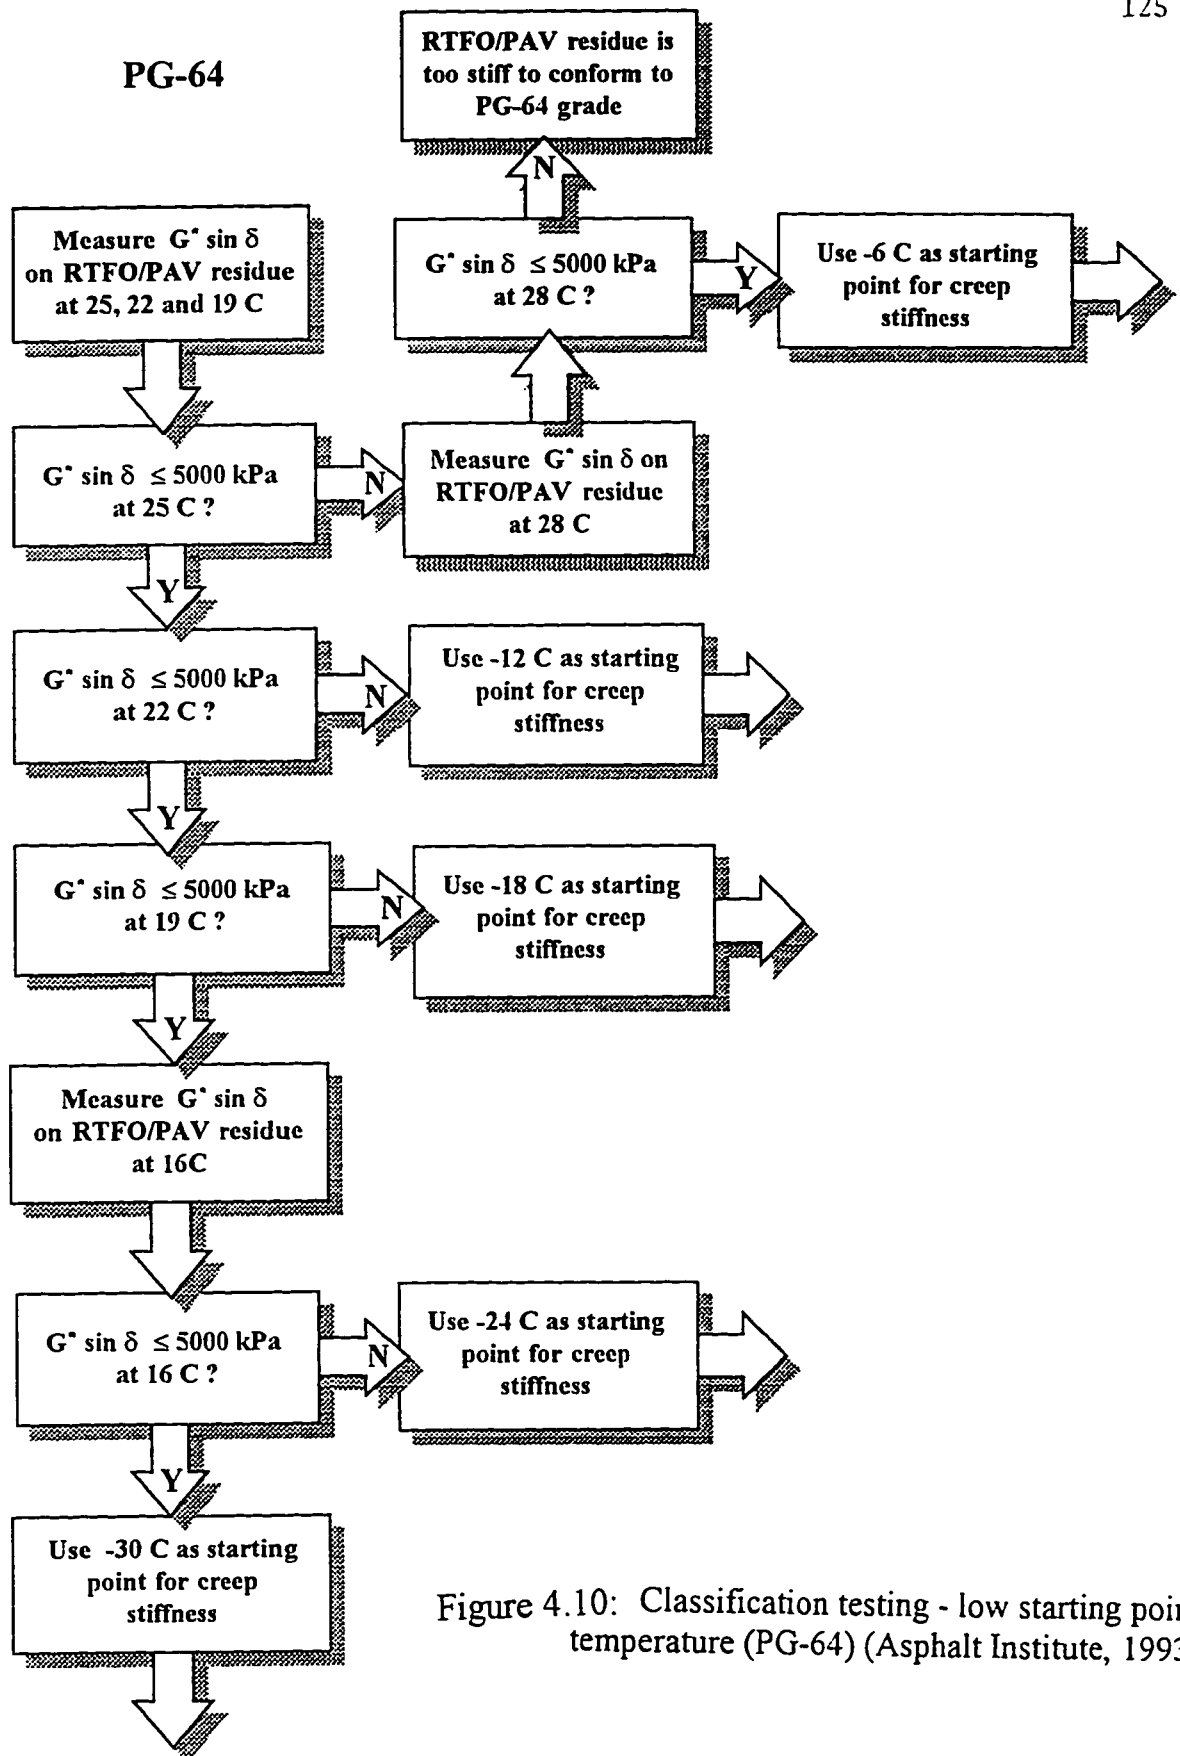 125
PG-64
RTFO/PAV residue is
too stiff to conform to
PG-64 grade
N
Measure G* sin δ
on RTFO/PAV residue
at 25, 22 and 19 C
G* sin δ ≤ 5000 kPa
at 28 C ?
Y
Use -6 C as starting
point for creep
stiffness
G* sin δ ≤ 5000 kPa
at 25 C ?
N
Measure G* sin δ on
RTFO/PAV residue
at 28 C
Y
G* sin δ ≤ 5000 kPa
at 22 C ?
N
Use -12 C as starting
point for creep
stiffness
Y
G* sin δ ≤ 5000 kPa
at 19 C ?
N
Use -18 C as starting
point for creep
stiffness
Y
Measure G* sin δ
on RTFO/PAV residue
at 16C
G* sin δ ≤ 5000 kPa
at 16 C ?
N
Use -24 C as starting
point for creep
stiffness
Y
Use -30 C as starting
point for creep
stiffness
Figure 4.10: Classification testing - low starting poin
temperature (PG-64) (Asphalt Institute, 1993